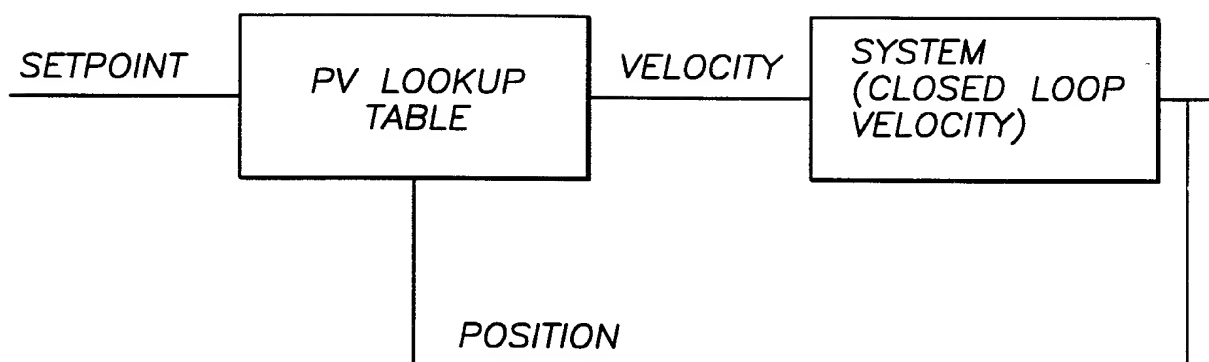 SETPOINT
PV LOOKUP
TABLE
VELOCITY
SYSTEM
(CLOSED LOOP
VELOCITY)
POSITION